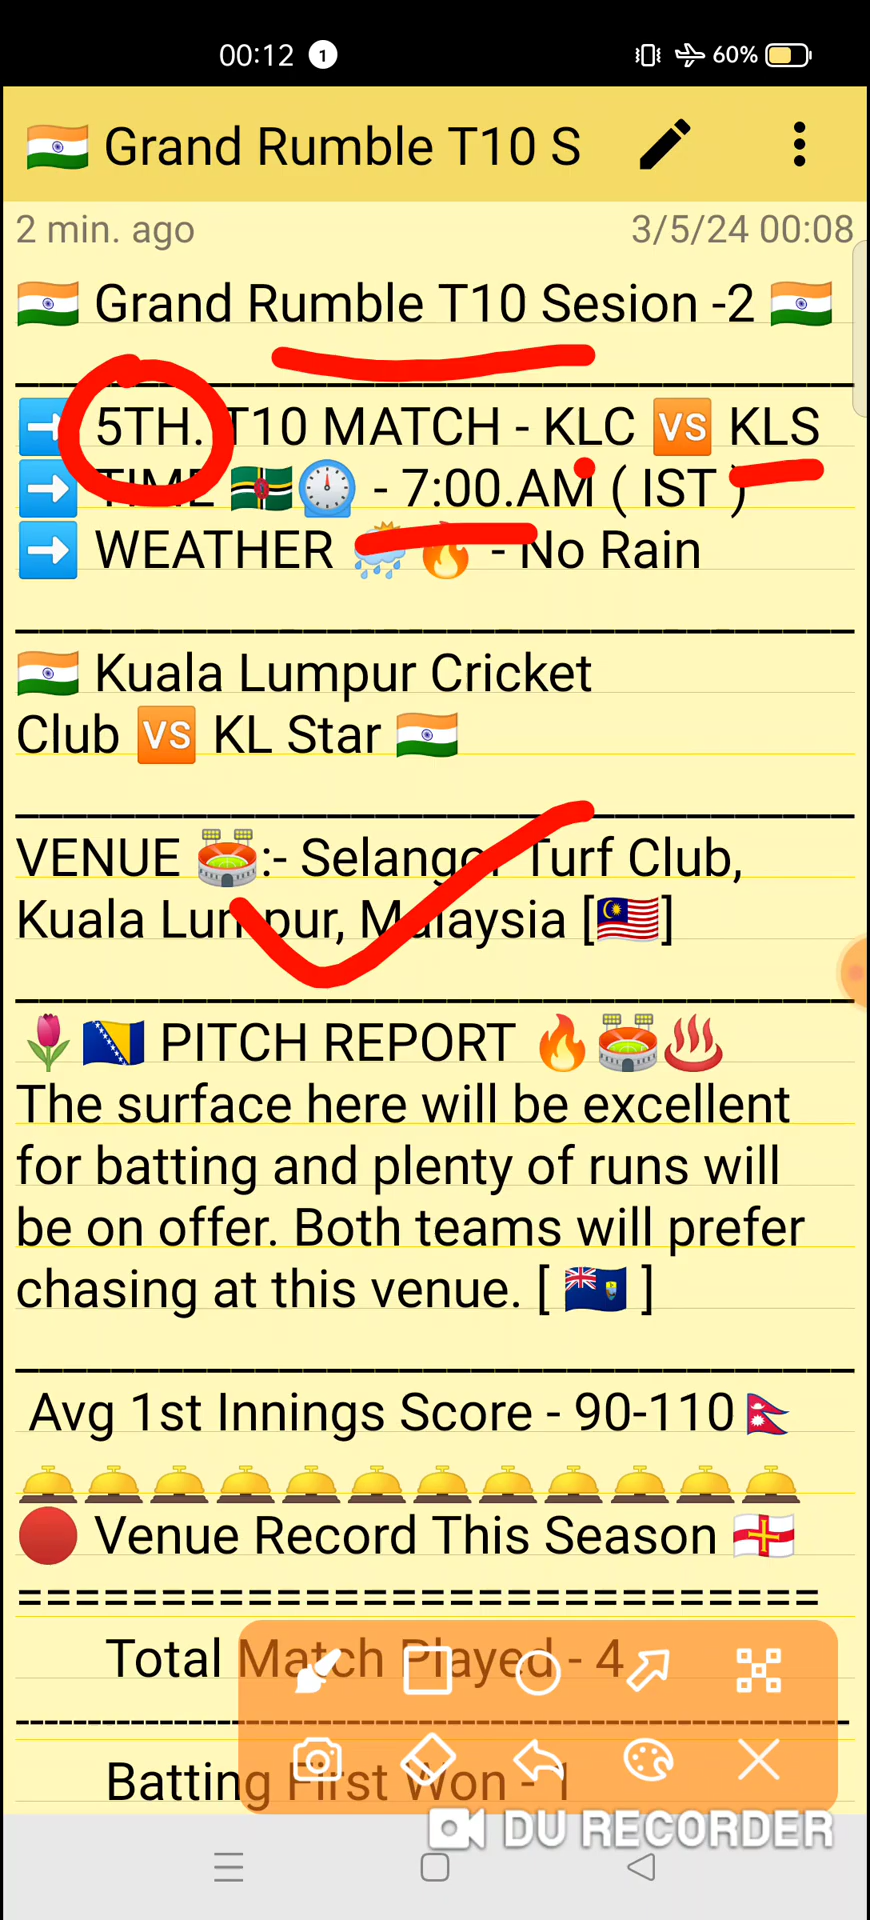 00:12 1 60%
🇮🇳 Grand Rumble T10 S
2 min. ago 3/5/24 00:08
🇮🇳 Grand Rumble T10 Sesion -2 🇮🇳
➡️ 5TH. T10 MATCH - KLC 🆚 KLS
➡️ TIME 🇩🇲⏲️ - 7:00.AM ( IST )
➡️ WEATHER 🌦️🔥 - No Rain
🇮🇳 Kuala Lumpur Cricket
Club 🆚 KL Star 🇮🇳
VENUE 🏟️:- Selangor Turf Club,
Kuala Lumpur, Malaysia [🇲🇾]
🌷🇧🇦 PITCH REPORT 🔥🏟️♨️
The surface here will be excellent
for batting and plenty of runs will
be on offer. Both teams will prefer
chasing at this venue. [ 🇸🇭 ]
Avg 1st Innings Score - 90-110🇳🇵
🛎️🛎️🛎️🛎️🛎️🛎️🛎️🛎️🛎️🛎️🛎️🛎️
🔴 Venue Record This Season 🇬🇬
===========================
Total Match Played - 4
Batting First Won - 1
DU RECORDER